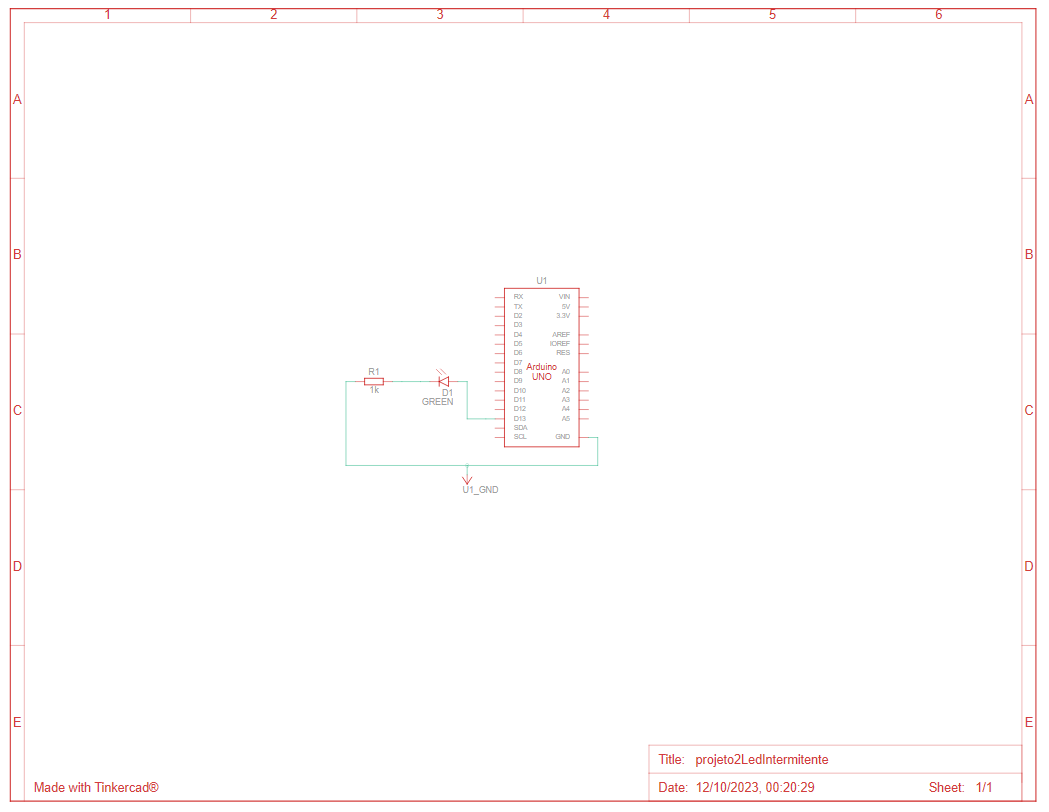 1 2 3 4 5 6
A A
B B
C C
D D
E E
U1
RX VIN
TX 5V
D2 3.3V
D3
D4 AREF
D5 IOREF
D6 RES
D7
Arduino
UNO
D8 A0
D9 A1
D10 A2
D11 A3
D12 A4
D13 A5
SDA
SCL GND
R1
1k
D1
GREEN
U1_GND
Title: projeto2LedIntermitente
Made with Tinkercad®
Date: 12/10/2023, 00:20:29 Sheet: 1/1